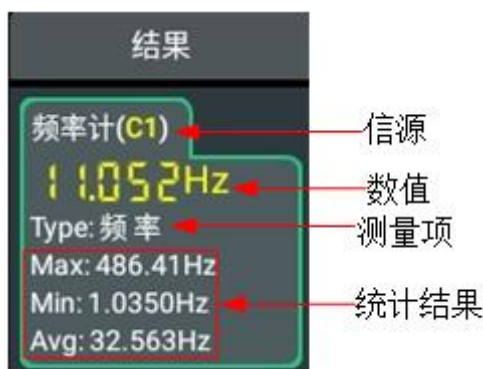 结果
频率计(C1)
信源
11.052Hz
数值
Type: 频 率
测量项
Max: 486.41Hz
Min: 1.0350Hz
统计结果
Avg: 32.563Hz